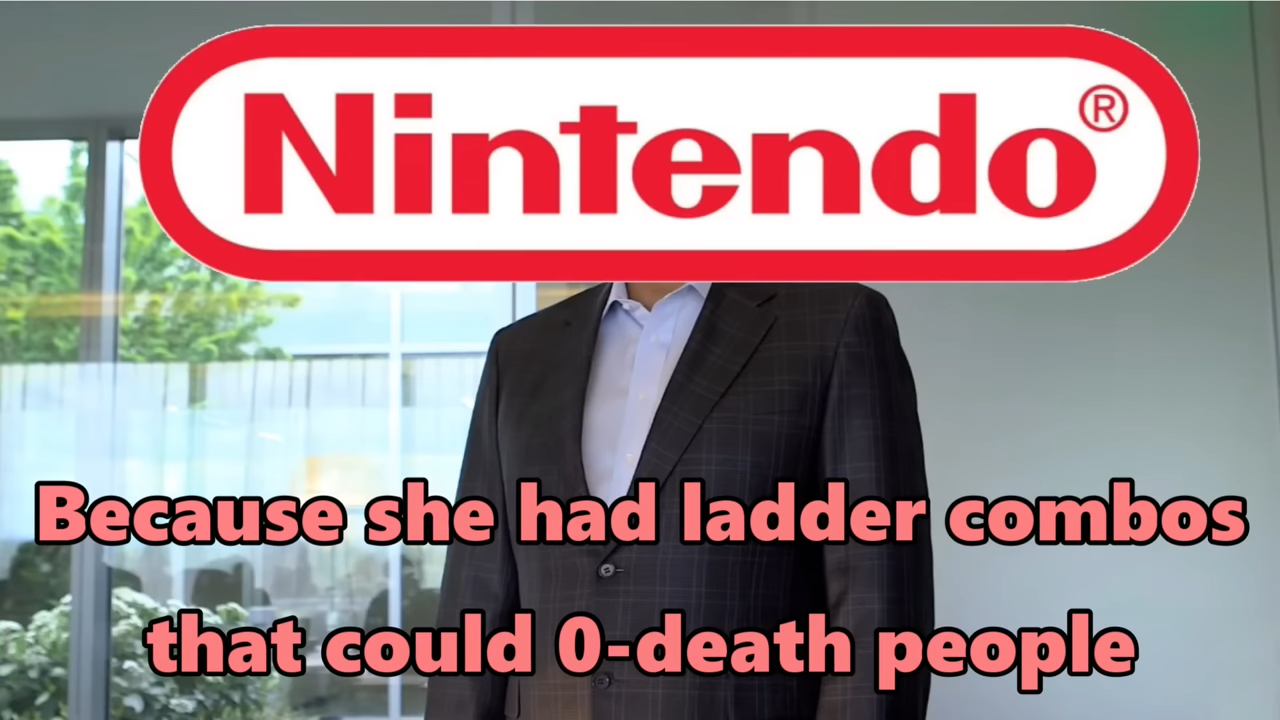 Nintendo®
Because she had ladder combos
that could 0-death people